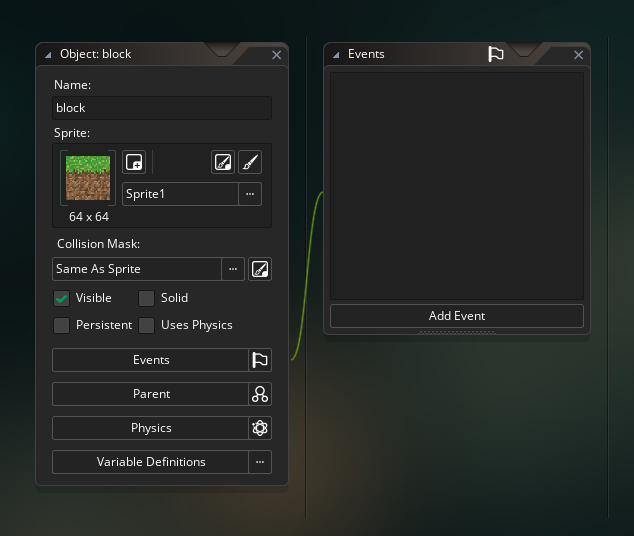 Object: block
Name:
block
Sprite:
Sprite1
64 x 64
Collision Mask:
Same As Sprite
Visible
Solid
Persistent
Uses Physics
Events
Parent
Physics
Variable Definitions
Events
Add Event